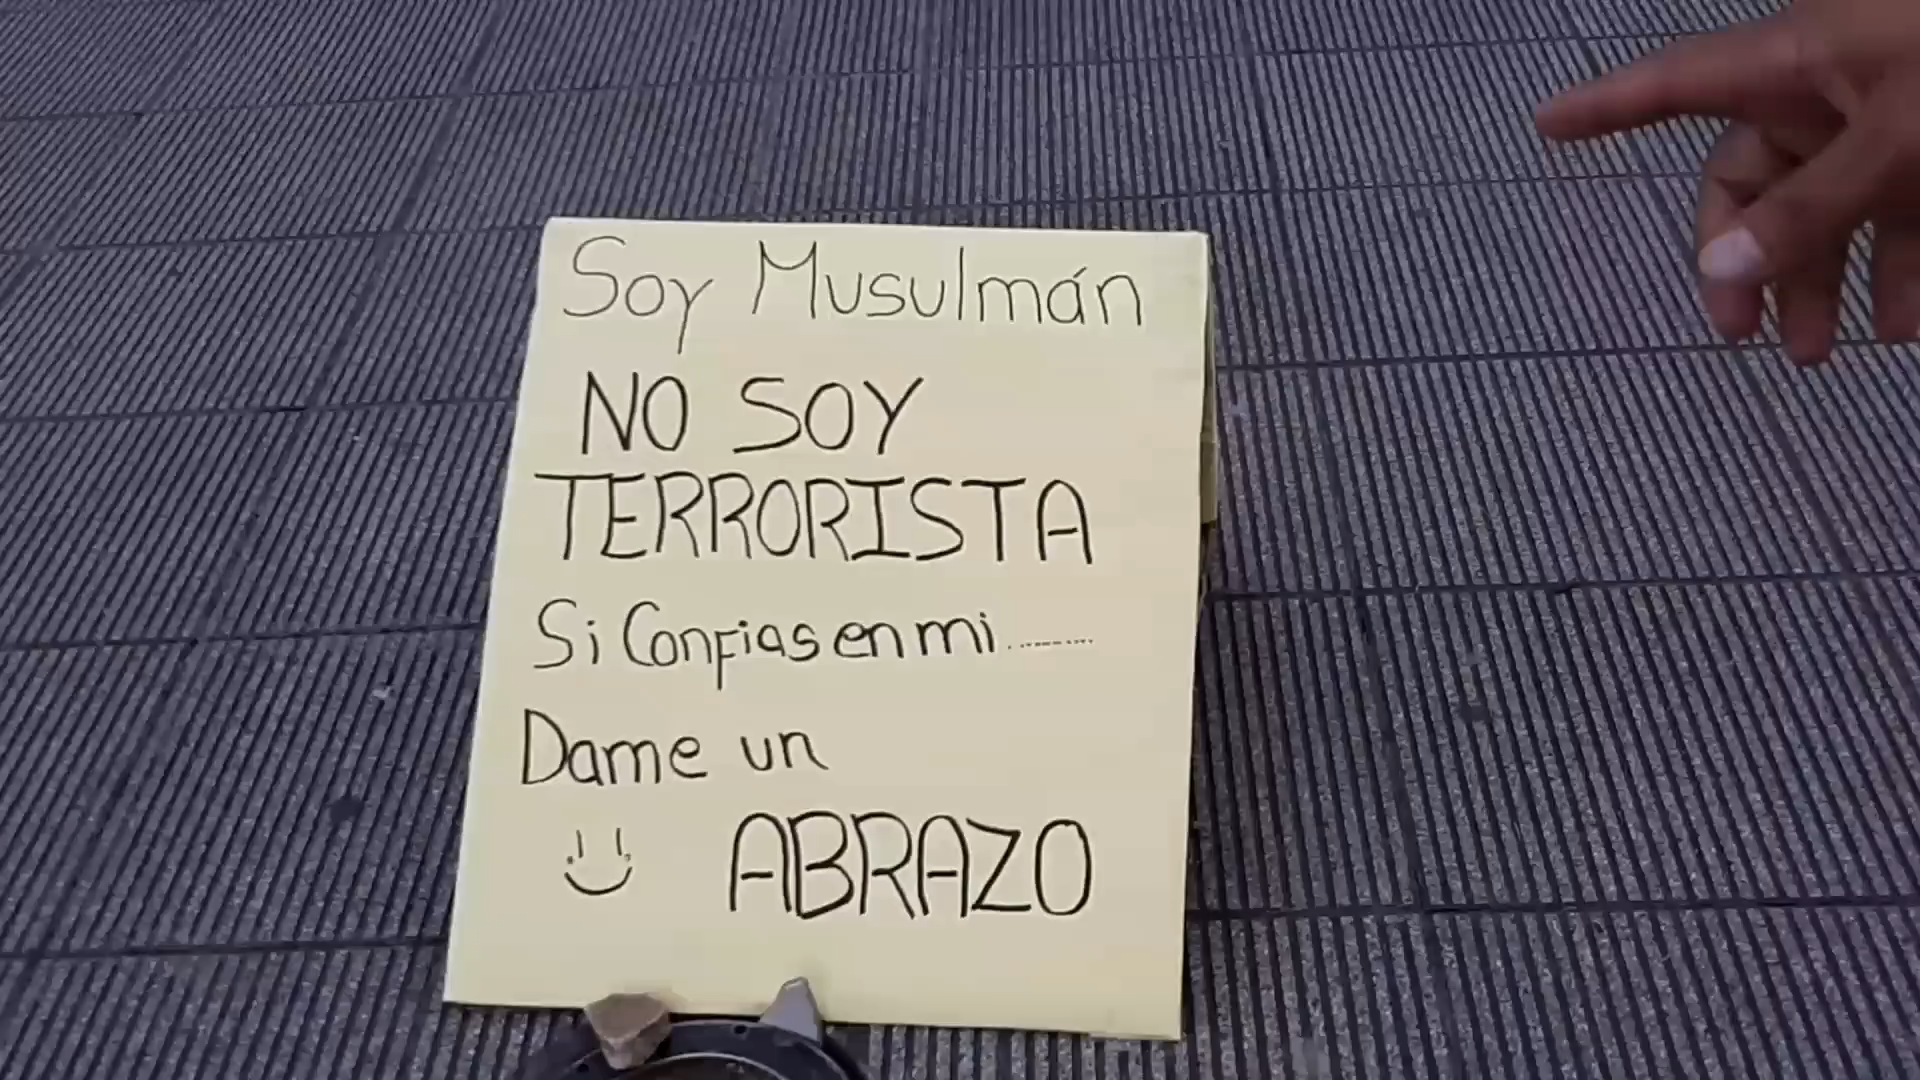 Soy Musulmán
NO SOY
TERRORISTA
Si Confias en mi.........
Dame un
ABRAZO